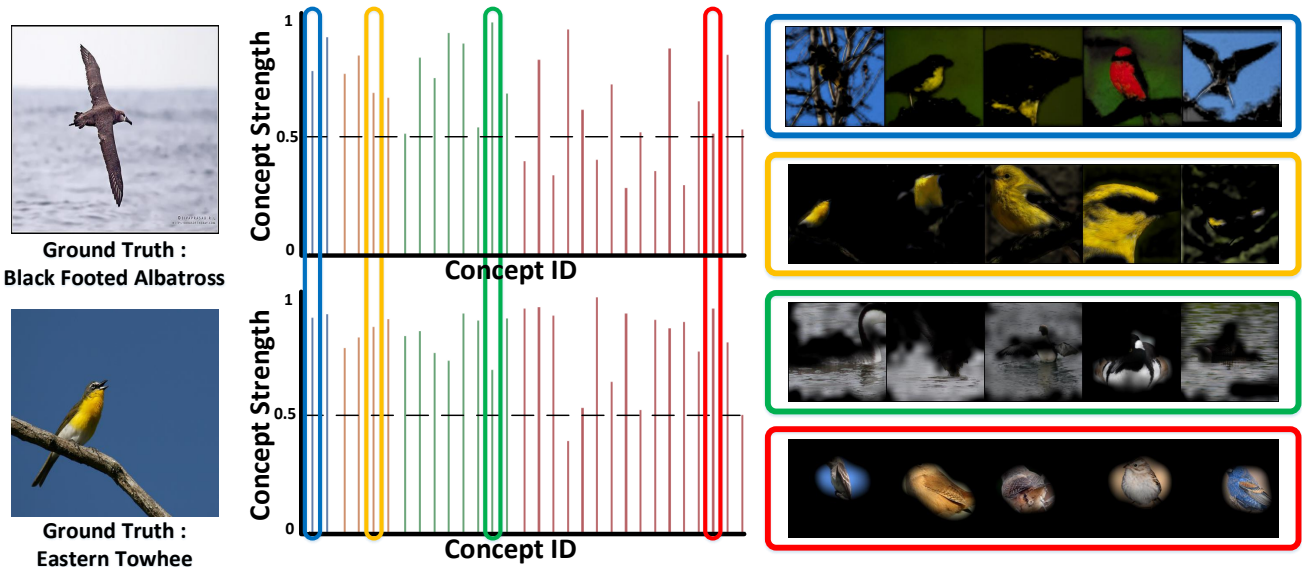 1
Concept Strength
0.5
0
Concept ID
Ground Truth :
Black Footed Albatross
1
Concept Strength
0.5
0
Concept ID
Ground Truth :
Eastern Towhee